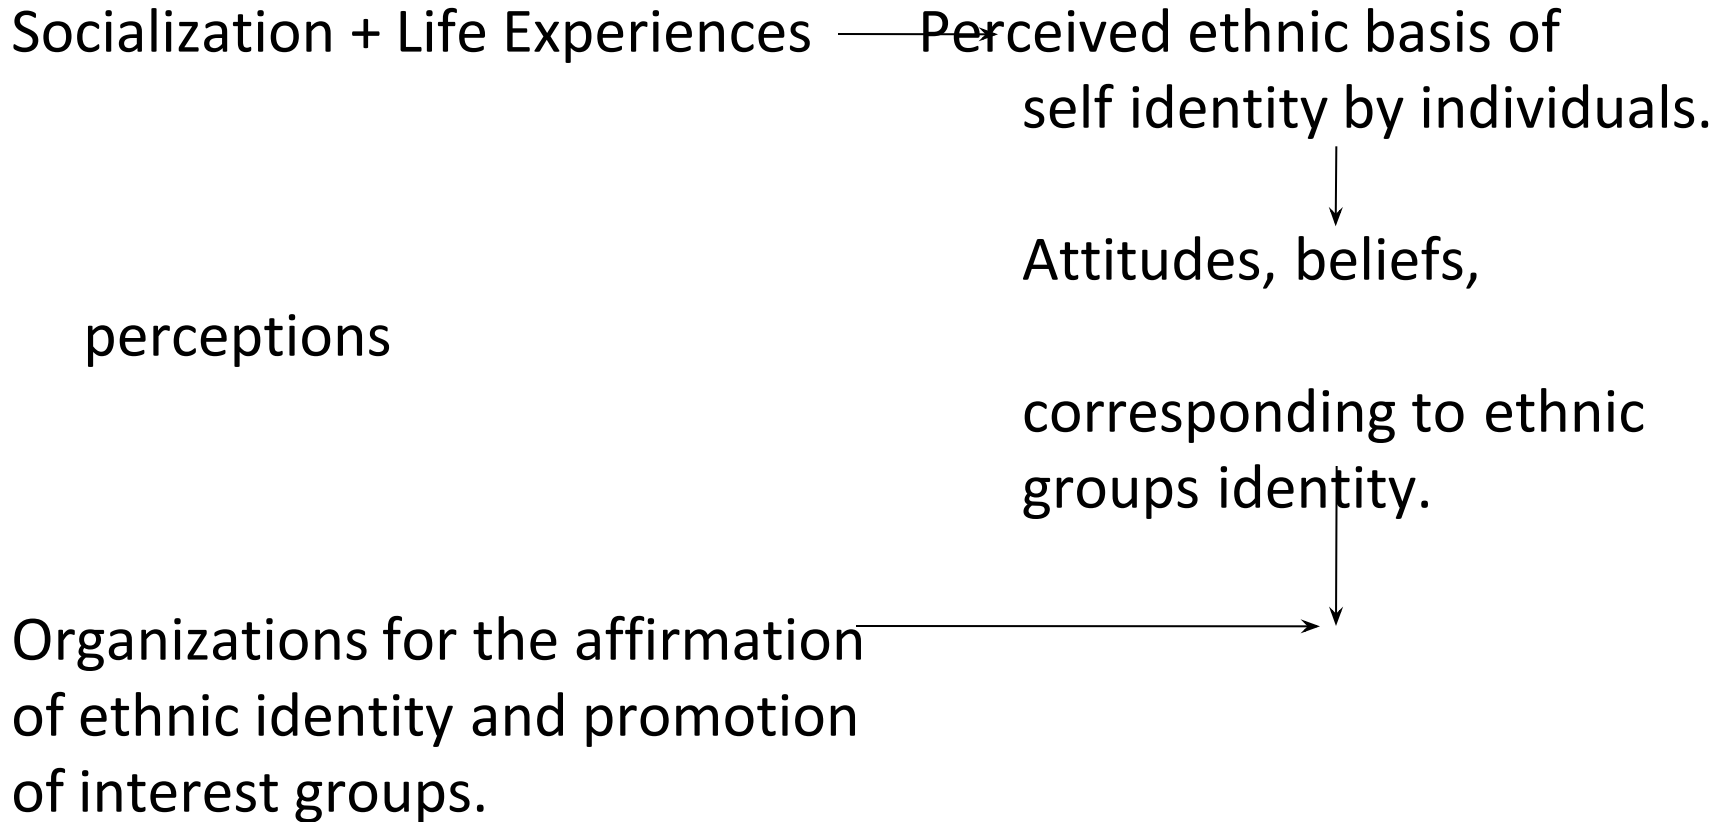 Socialization + Life Experiences Perceived ethnic basis of
self identity by individuals.
Attitudes, beliefs,
perceptions
corresponding to ethnic
groups identity.
Organizations for the affirmation
of ethnic identity and promotion
of interest groups.